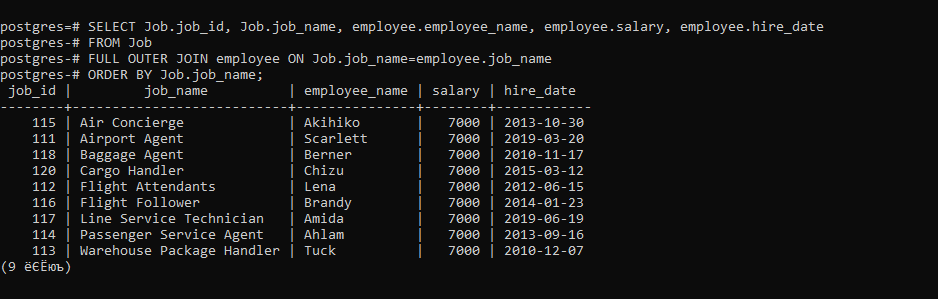 postgres=# SELECT Job.job_id, Job.job_name, employee.employee_name, employee.salary, employee.hire_date
postgres-# FROM Job
postgres-# FULL OUTER JOIN employee ON Job.job_name=employee.job_name
postgres-# ORDER BY Job.job_name;
 job_id |        job_name           | employee_name | salary | hire_date
--------+---------------------------+---------------+--------+------------
    115 | Air Concierge             | Akihiko       |   7000 | 2013-10-30
    111 | Airport Agent             | Scarlett      |   7000 | 2019-03-20
    118 | Baggage Agent             | Berner        |   7000 | 2010-11-17
    120 | Cargo Handler             | Chizu         |   7000 | 2015-03-12
    112 | Flight Attendants         | Lena          |   7000 | 2012-06-15
    116 | Flight Follower           | Brandy        |   7000 | 2014-01-23
    117 | Line Service Technician   | Amida         |   7000 | 2019-06-19
    114 | Passenger Service Agent   | Ahlam         |   7000 | 2013-09-16
    113 | Warehouse Package Handler | Tuck          |   7000 | 2010-12-07
(9 ёЄЁюъ)